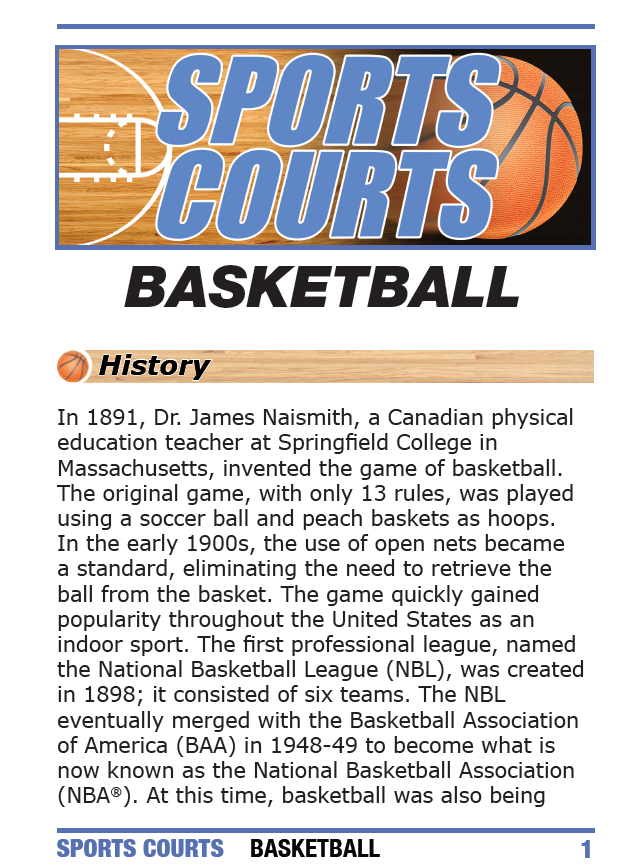 SPORTS
COURTS
BASKETBALL
History
In 1891, Dr. James Naismith, a Canadian physical
education teacher at Springfield College in
Massachusetts, invented the game of basketball.
The original game, with only 13 rules, was played
using a soccer ball and peach baskets as hoops.
In the early 1900s, the use of open nets became
a standard, eliminating the need to retrieve the
ball from the basket. The game quickly gained
popularity throughout the United States as an
indoor sport. The first professional league, named
the National Basketball League (NBL), was created
in 1898; it consisted of six teams. The NBL
eventually merged with the Basketball Association
of America (BAA) in 1948-49 to become what is
now known as the National Basketball Association
(NBA®). At this time, basketball was also being
SPORTS COURTS BASKETBALL 1